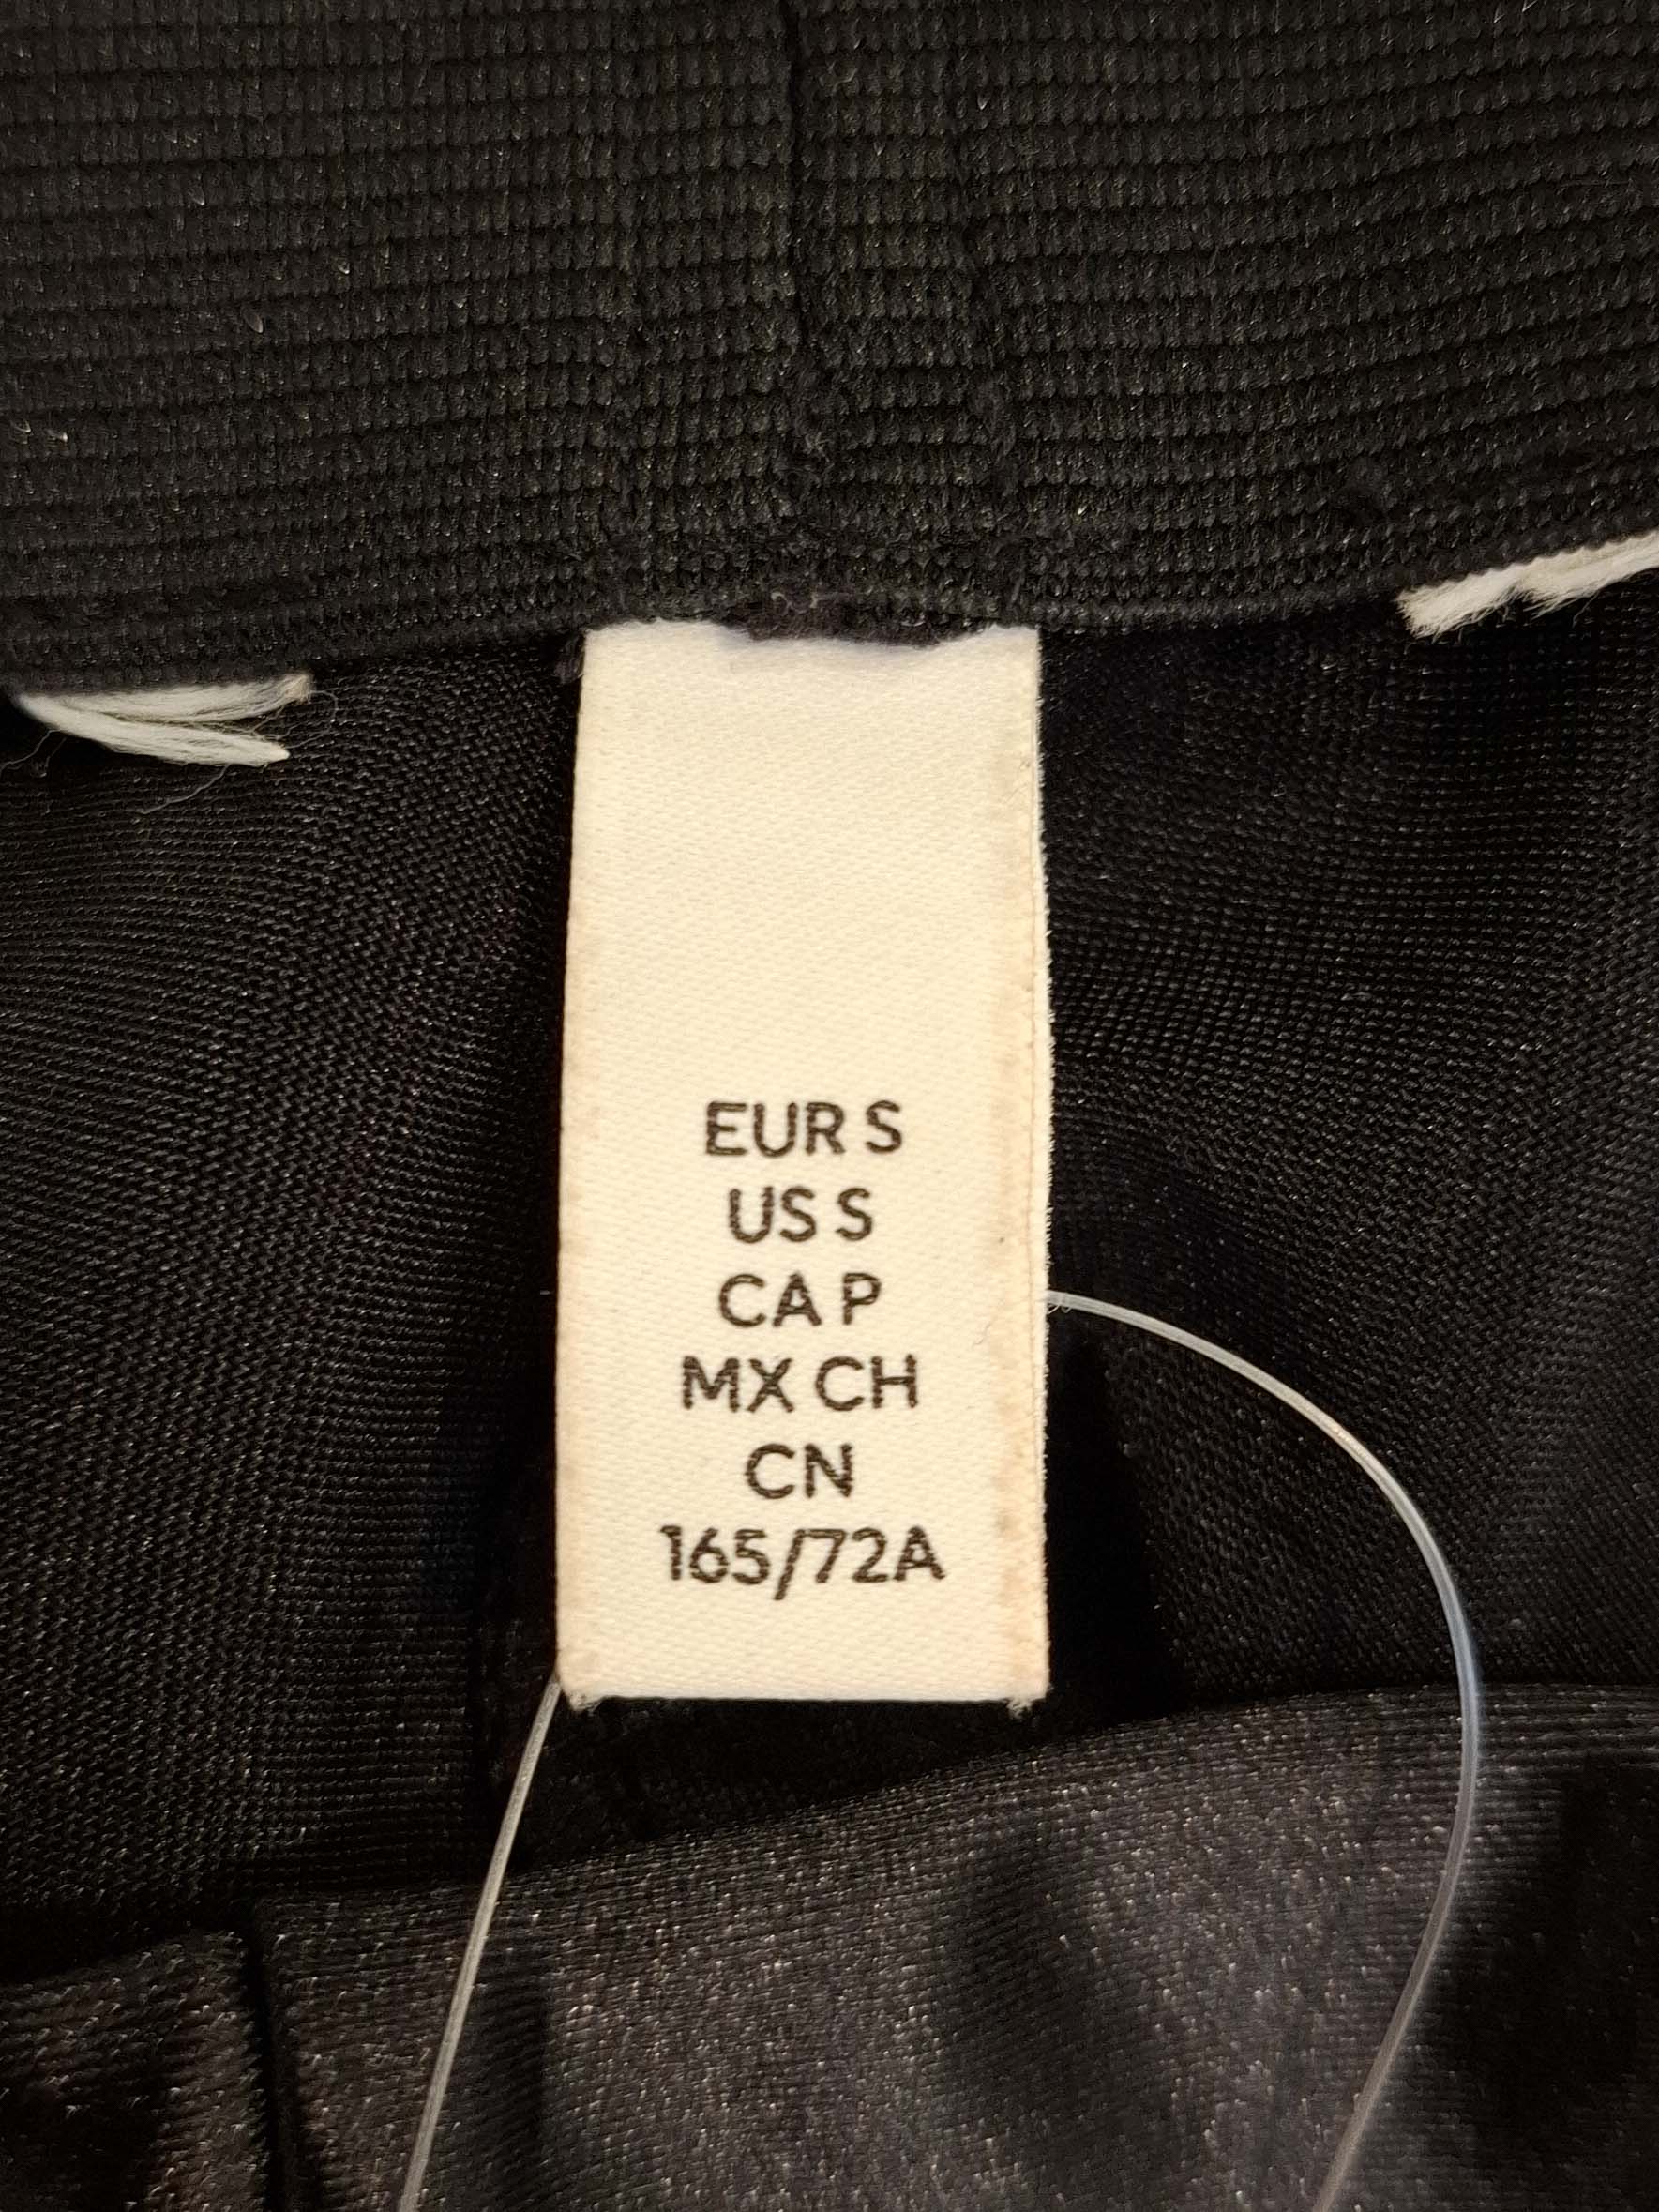 EUR S
US S
CA P
MX CH
CN
165/72A